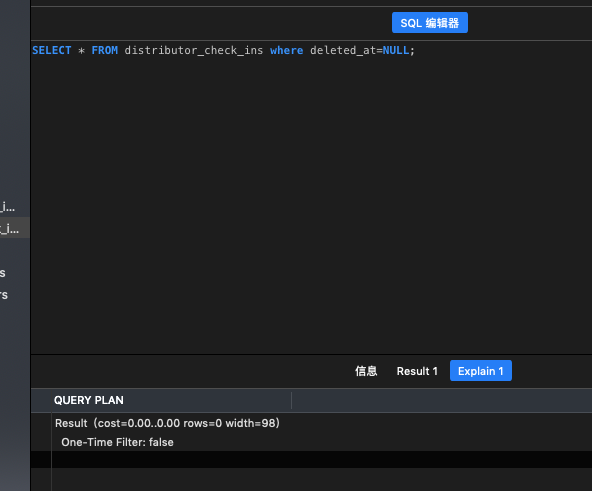 SQL 编辑器
SELECT * FROM distributor_check_ins where deleted_at=NULL;
_i...
t_i...
s
rs
信息 Result 1 Explain 1
QUERY PLAN
Result (cost=0.00..0.00 rows=0 width=98)
One-Time Filter: false